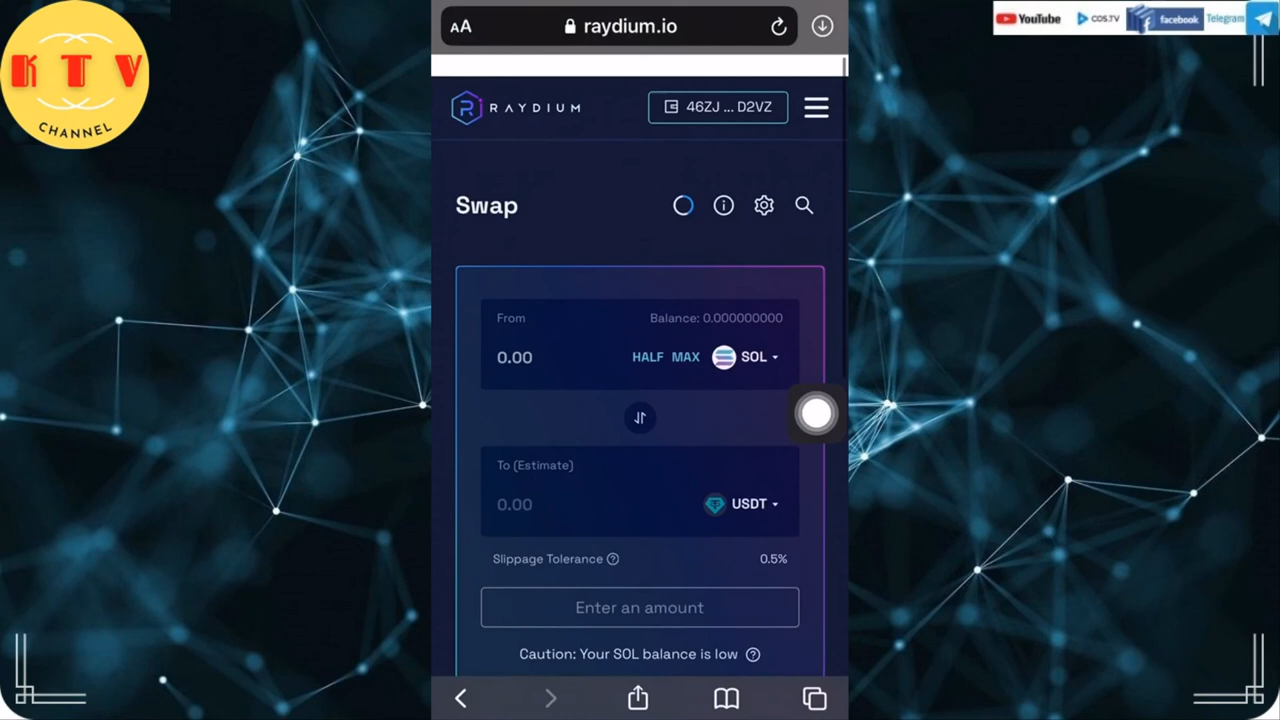 K T V
CHANNEL
YouTube
COS.TV
facebook
Telegram
AA
raydium.io
RAYDIUM
46ZJ ... D2VZ
Swap
From
Balance: 0.000000000
0.00
HALF MAX
SOL
To (Estimate)
0.00
USDT
Slippage Tolerance
0.5%
Enter an amount
Caution: Your SOL balance is low